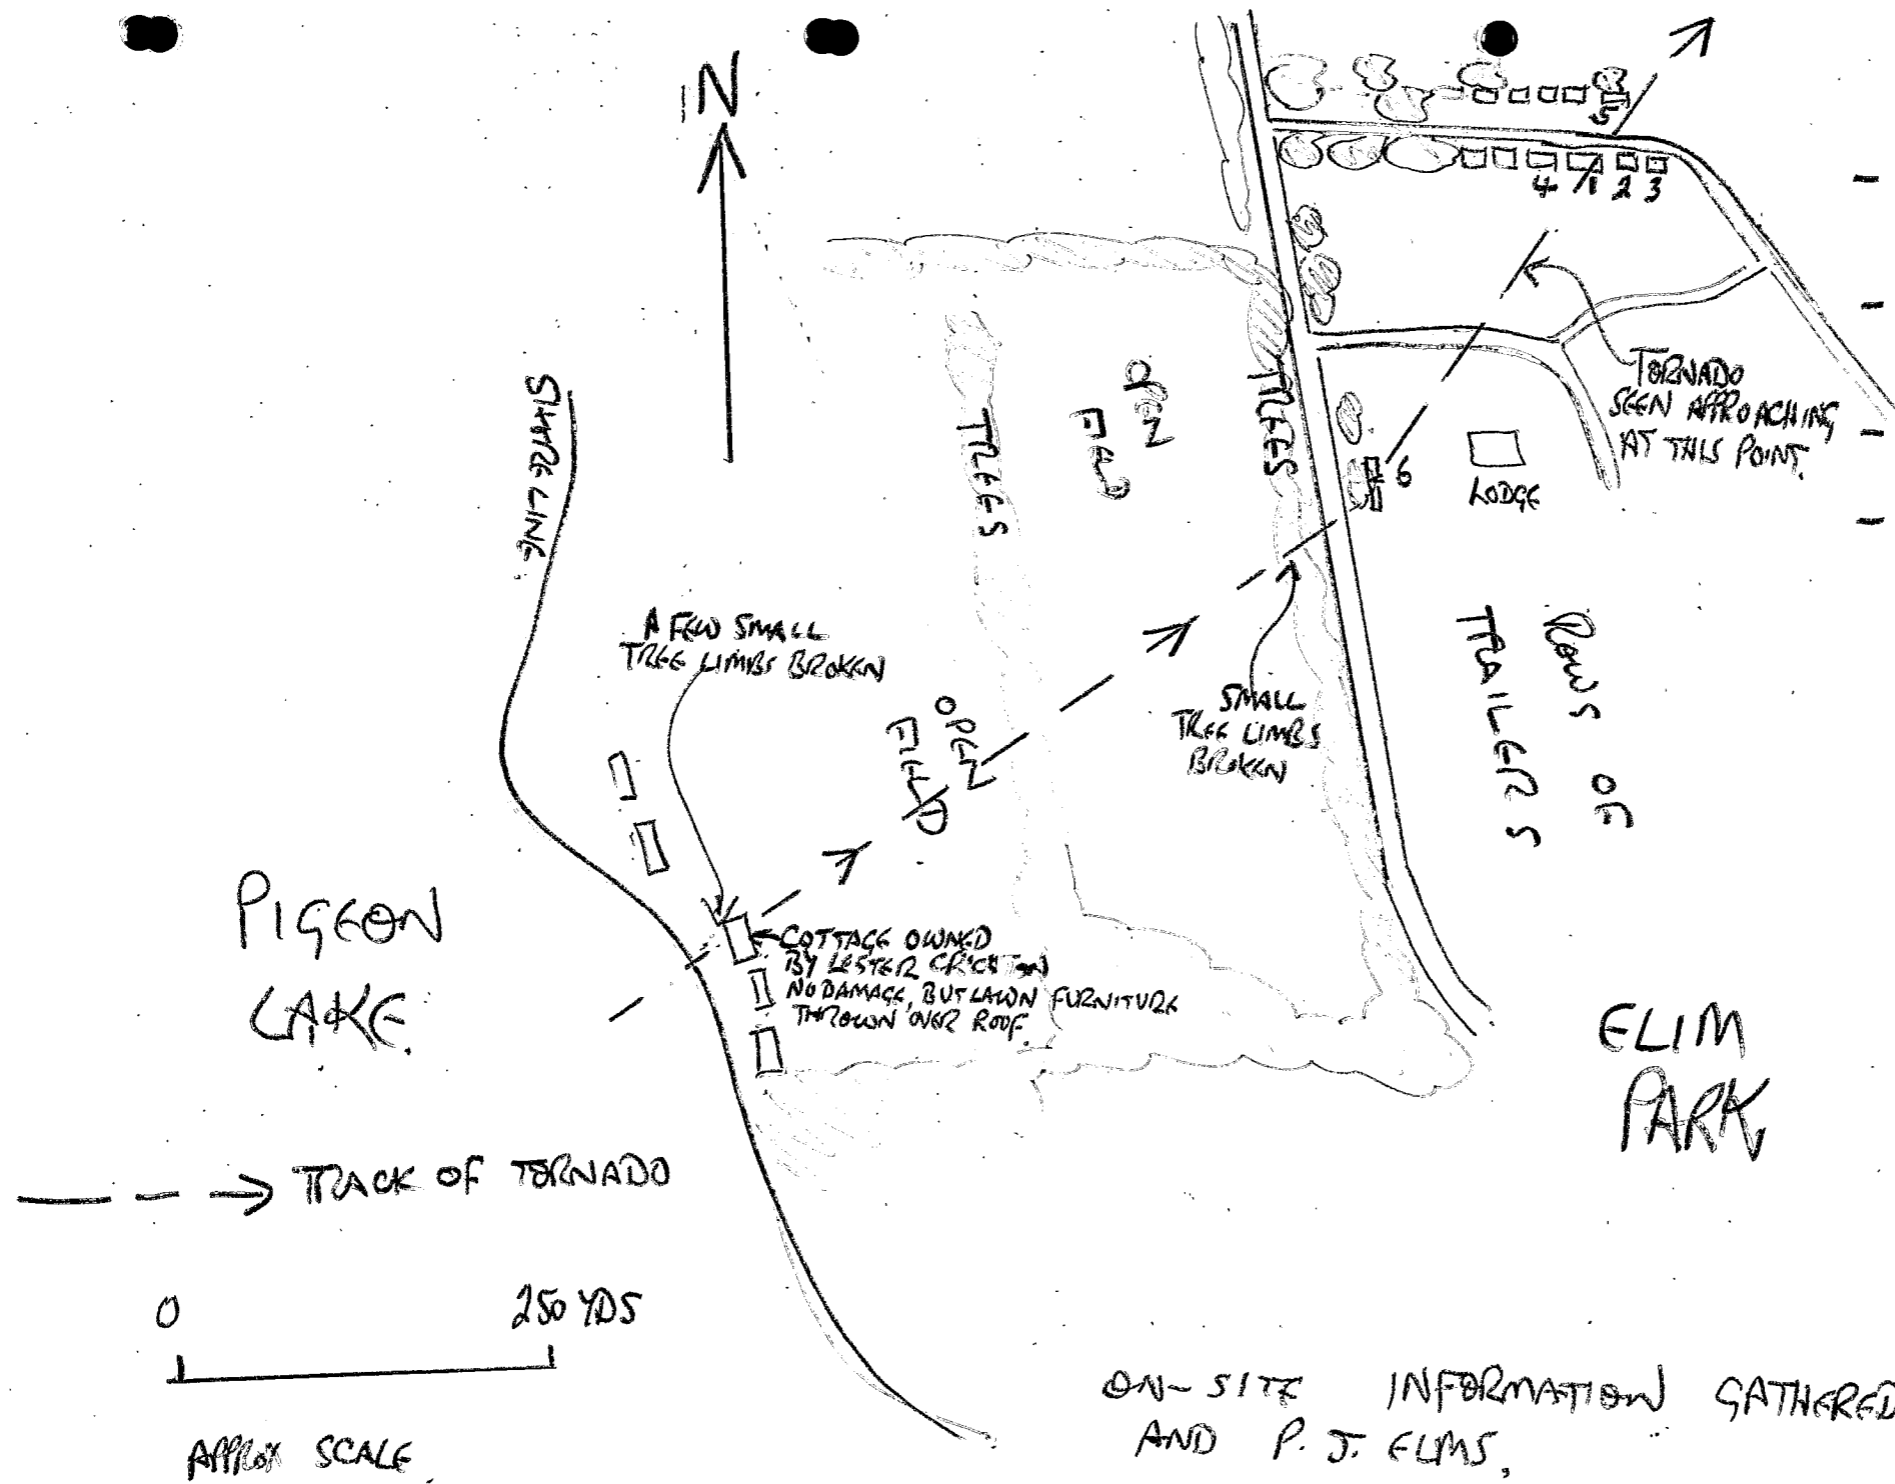 N
5
4 1 2 3
SHORE LINE
TREES
OPEN
FIELD
TREES
TORNADO
SEEN APPROACHING
AT THIS POINT.
6
LODGE
A FEW SMALL
TREE LIMBS BROKEN
SMALL
TREE LIMBS
BROKEN
ROWS OF
TRAILERS
OPEN
FIELD
PIGEON
LAKE.
COTTAGE OWNED
BY LESTER CRICHTON
NO DAMAGE, BUT LAWN FURNITURE
THROWN OVER ROOF.
ELIM
PARK
TRACK OF TORNADO
0 250 YDS
APPROX SCALE.
ON-SITE INFORMATION GATHERED
AND P. J. ELMS.